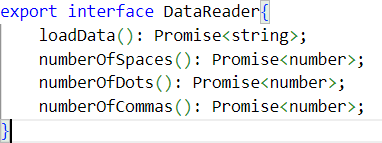 export interface DataReader{
    loadData(): Promise<string>;
    numberOfSpaces(): Promise<number>;
    numberOfDots(): Promise<number>;
    numberOfCommas(): Promise<number>;
}